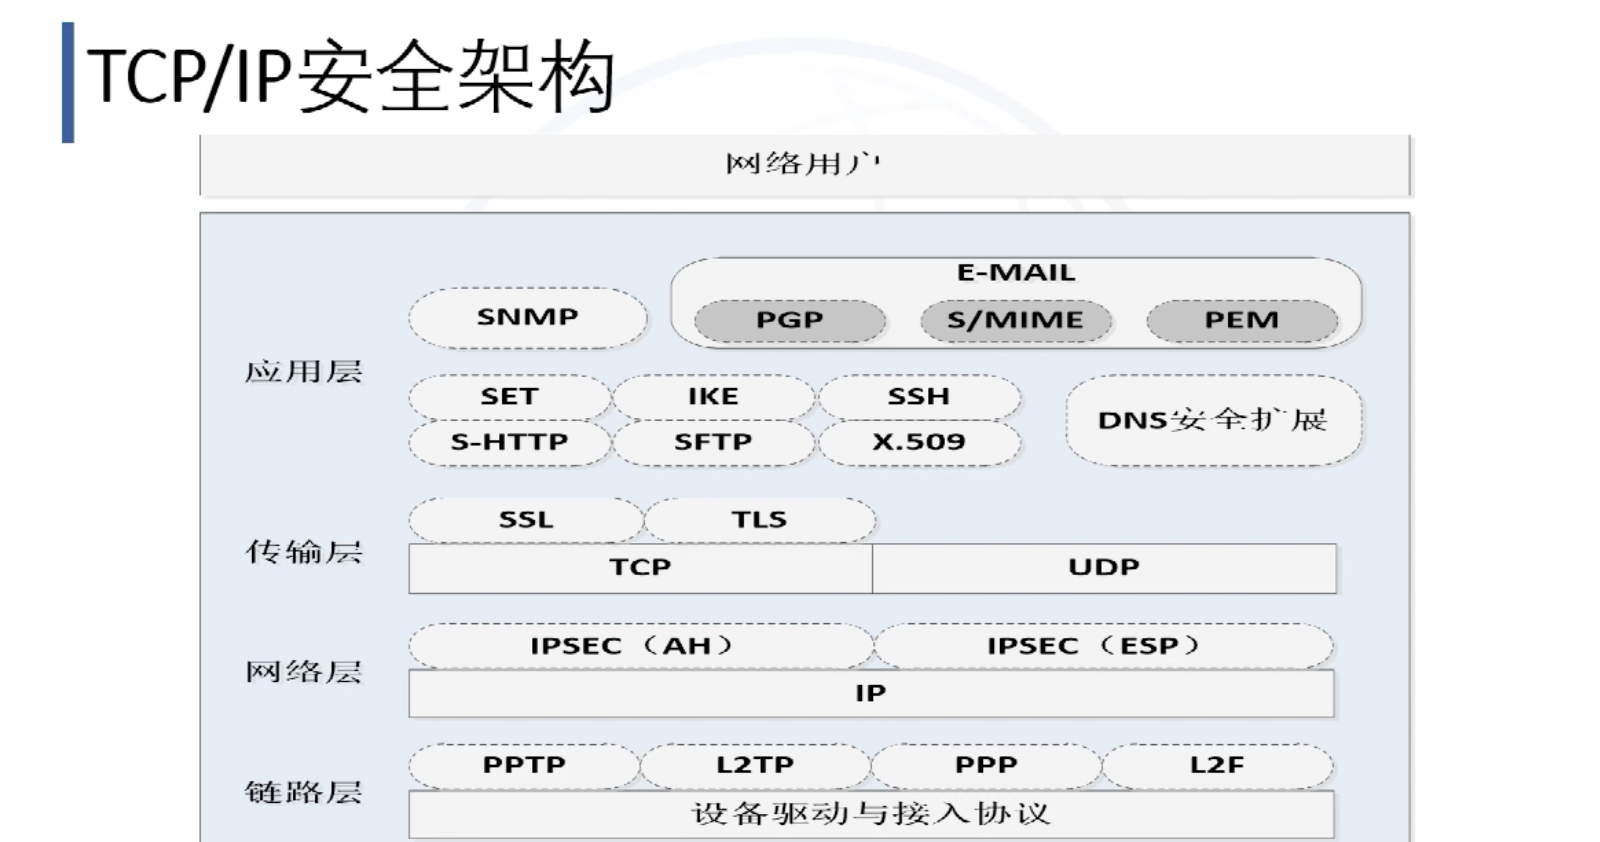 TCP/IP安全架构
网络用户
E-MAIL
SNMP
PGP
S/MIME
PEM
应用层
SET
IKE
SSH
DNS安全扩展
S-HTTP
SFTP
X.509
SSL
TLS
传输层
TCP
UDP
IPSEC（AH）
IPSEC（ESP）
网络层
IP
PPTP
L2TP
PPP
L2F
链路层
设备驱动与接入协议